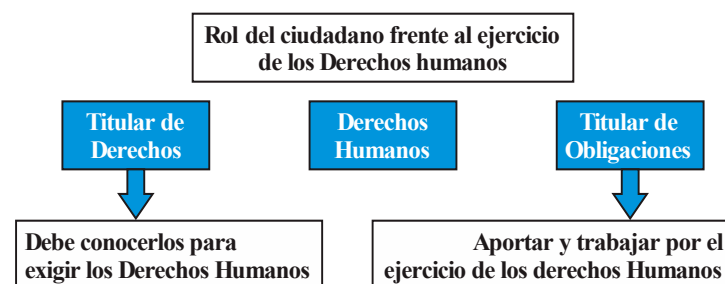 Rol del ciudadano frente al ejercicio
de los Derechos humanos
Titular de
Derechos
Derechos
Humanos
Titular de
Obligaciones
Debe conocerlos para
exigir los Derechos Humanos
Aportar y trabajar por el
ejercicio de los derechos Humanos